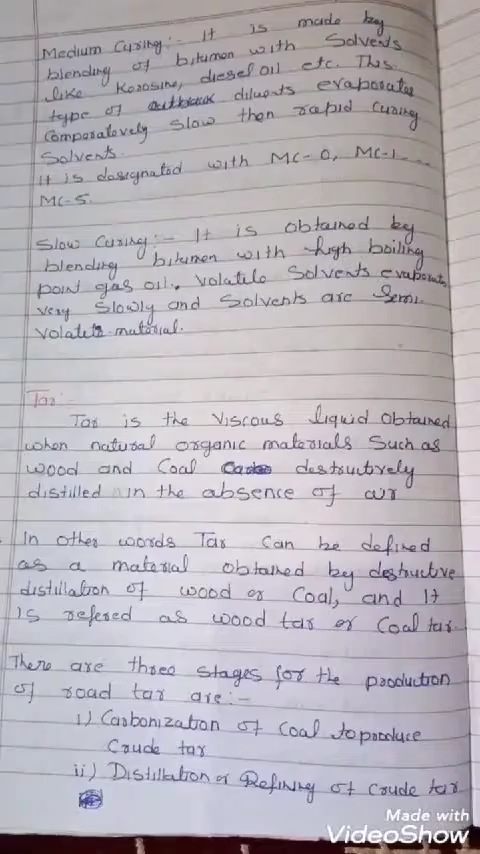 Medium Curing:- It is made by
blending of bitumen with Solvents
like Korosine, diesel oil etc. This
type of diluents evaporates
Comparatovely slow then rapid Curing
Solvents.
It is dosignatod with MC-0, MC-1....
MC-5.
Slow Curing:- It is obtained by
blending bitumen with high boiling
point gas oil. Volatile Solvents evaporate
very Slowly and Solvents are Semi
volatile material.
Tar:-
Tar is the Viscous liquid obtained
when natural organic materials Such as
wood and Coal destructively
distilled in the absence of air
In other words Tar Can be defined
as a material obtained by destructive
distillation of wood or Coal, and It
is refered as wood tar or Coal tar
There are three stages for the production
of road tar are:-
i) Carbonization of Coal to produce
Crude tar
ii) Distillation or Refining of Crude tar
Made with
VideoShow